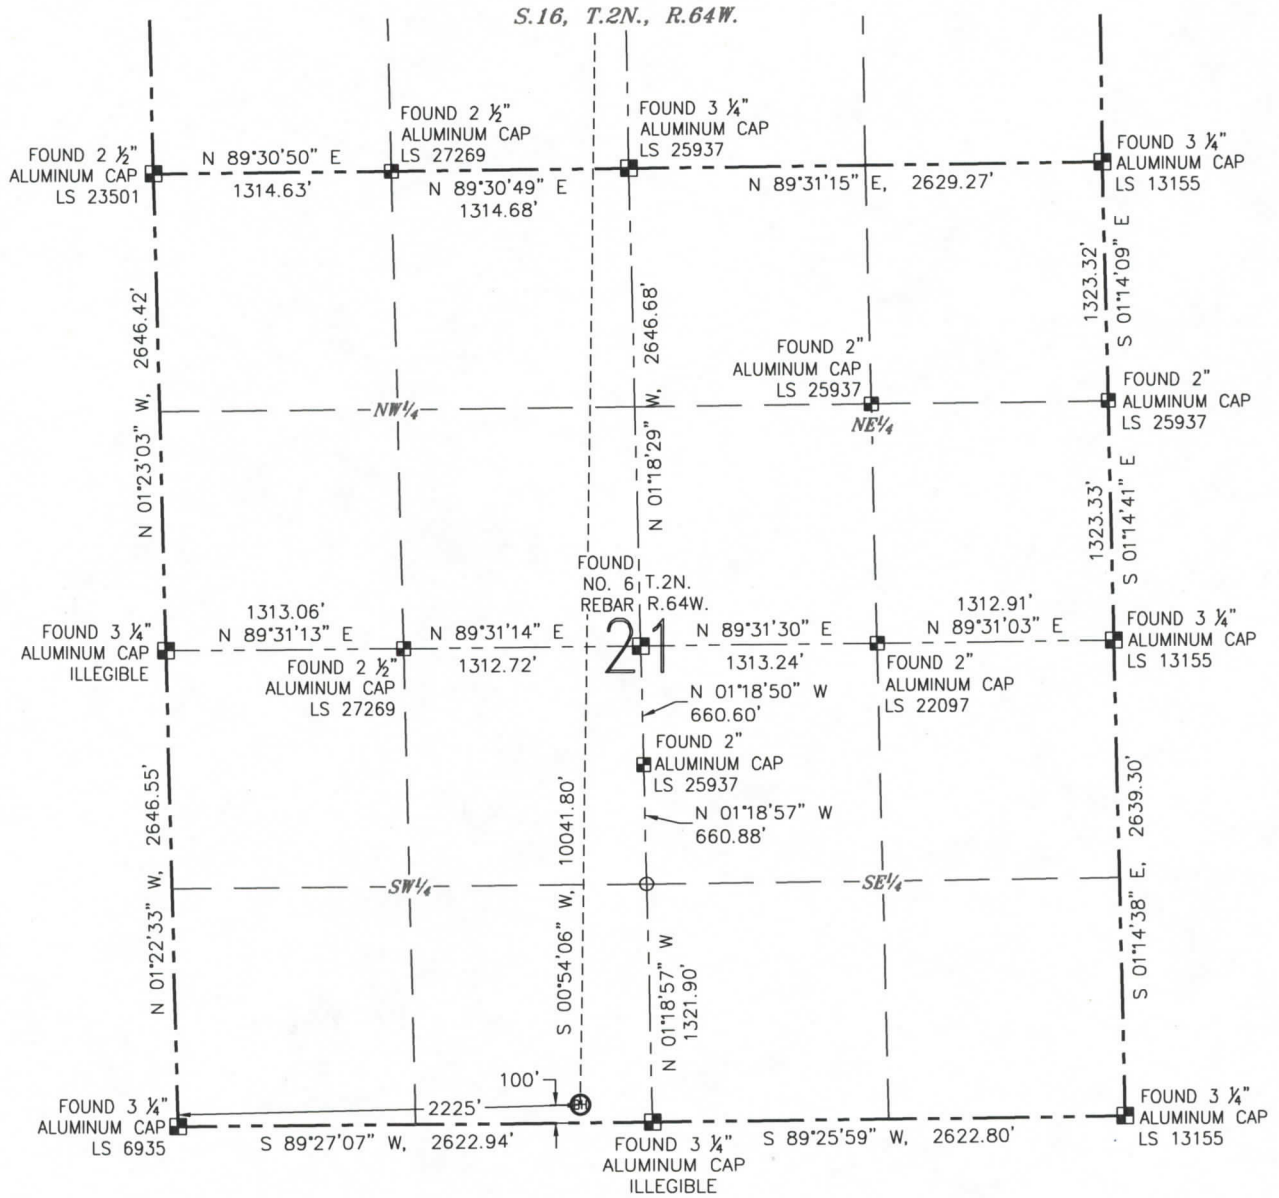 S.16, T.2N., R.64W.
FOUND 2 ½"
ALUMINUM CAP
LS 23501
N 89°30'50" E
1314.63'
FOUND 2 ½"
ALUMINUM CAP
LS 27269
N 89°30'49" E
1314.68'
FOUND 3 ¼"
ALUMINUM CAP
LS 25937
N 89°31'15" E, 2629.27'
FOUND 3 ¼"
ALUMINUM CAP
LS 13155
N 01°23'03" W, 2646.42'
N 01°18'29" W, 2646.68'
S 01°14'09" E
1323.32'
NW¼
FOUND 2"
ALUMINUM CAP
LS 25937
NE¼
FOUND 2"
ALUMINUM CAP
LS 25937
S 01°14'41" E
1323.33'
FOUND
NO. 6
REBAR
T.2N.
R.64W.
21
FOUND 3 ¼"
ALUMINUM CAP
ILLEGIBLE
1313.06'
N 89°31'13" E
FOUND 2 ½"
ALUMINUM CAP
LS 27269
N 89°31'14" E
1312.72'
N 89°31'30" E
1313.24'
1312.91'
N 89°31'03" E
FOUND 2"
ALUMINUM CAP
LS 22097
FOUND 3 ¼"
ALUMINUM CAP
LS 13155
N 01°18'50" W
660.60'
FOUND 2"
ALUMINUM CAP
LS 25937
N 01°18'57" W
660.88'
N 01°22'33" W, 2646.55'
S 00°54'06" W, 10041.80'
S 01°14'38" E, 2639.30'
SW¼
SE¼
N 01°18'57" W
1321.90'
100'
BH
2225'
FOUND 3 ¼"
ALUMINUM CAP
LS 6935
S 89°27'07" W, 2622.94'
FOUND 3 ¼"
ALUMINUM CAP
ILLEGIBLE
S 89°25'59" W, 2622.80'
FOUND 3 ¼"
ALUMINUM CAP
LS 13155